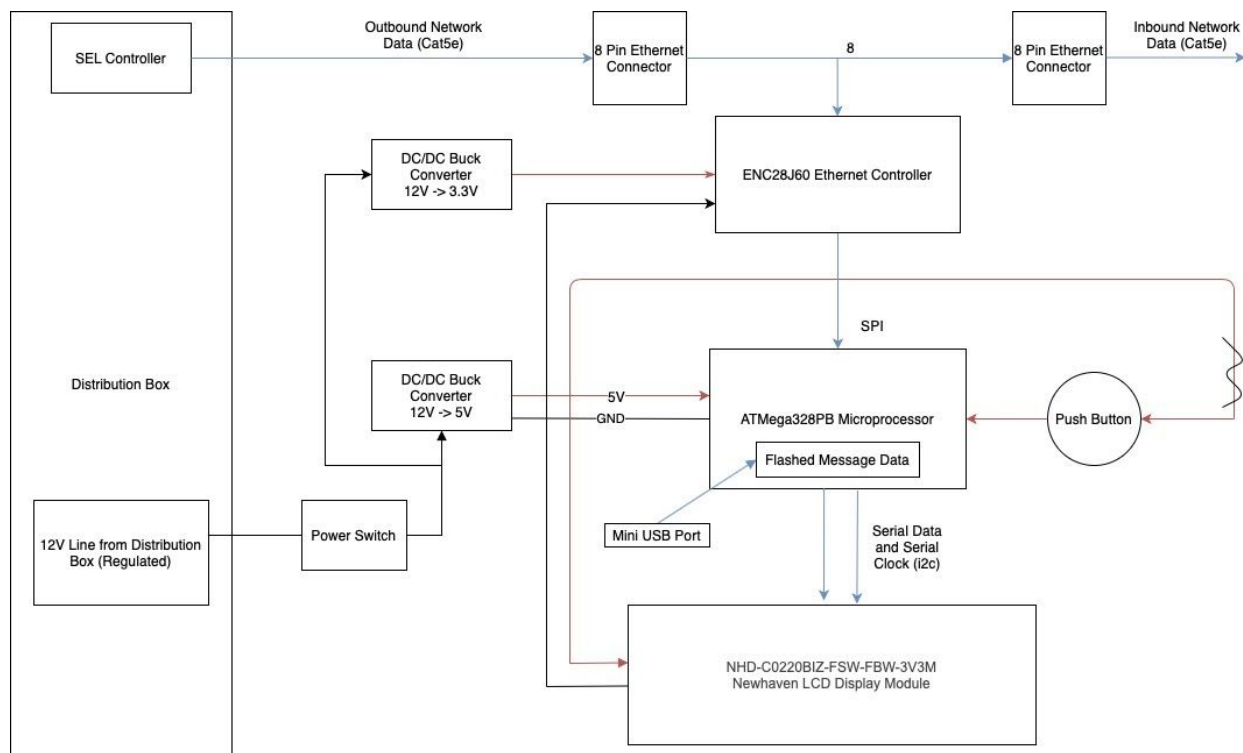 SEL Controller
Outbound Network
Data (Cat5e)
8 Pin Ethernet
Connector
8
8 Pin Ethernet
Connector
Inbound Network
Data (Cat5e)
DC/DC Buck
Converter
12V -> 3.3V
ENC28J60 Ethernet Controller
SPI
Distribution Box
DC/DC Buck
Converter
12V -> 5V
5V
GND
ATMega328PB Microprocessor
Flashed Message Data
Push Button
12V Line from Distribution
Box (Regulated)
Power Switch
Mini USB Port
Serial Data
and Serial
Clock (i2c)
NHD-C0220BIZ-FSW-FBW-3V3M
Newhaven LCD Display Module